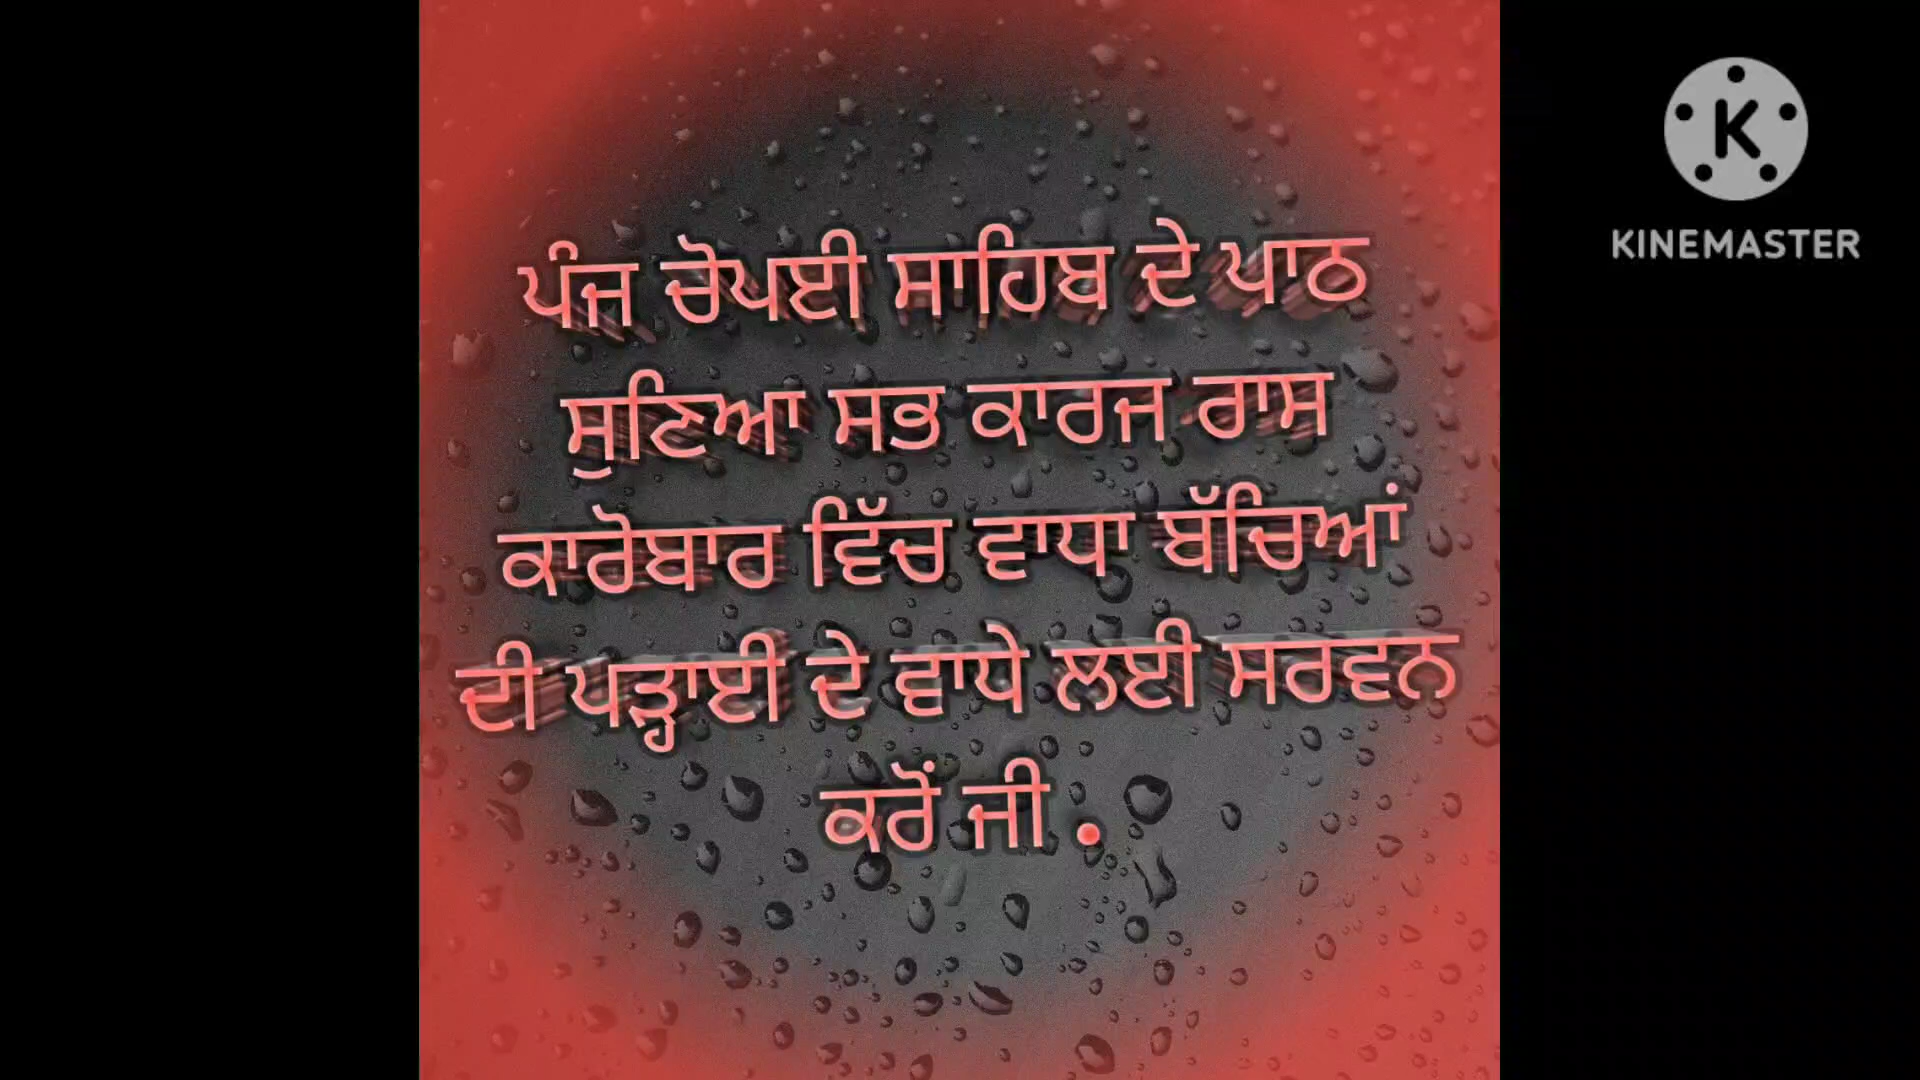 ਪੰਜ ਚੋਪਈ ਸਾਹਿਬ ਦੇ ਪਾਠ
ਸੁਣਿਆ ਸਭ ਕਾਰਜ ਰਾਸ
ਕਾਰੋਬਾਰ ਵਿੱਚ ਵਾਧਾ ਬੱਚਿਆਂ
ਦੀ ਪੜ੍ਹਾਈ ਦੇ ਵਾਧੇ ਲਈ ਸਰਵਨ
ਕਰੋਂ ਜੀ .
K
KINEMASTER